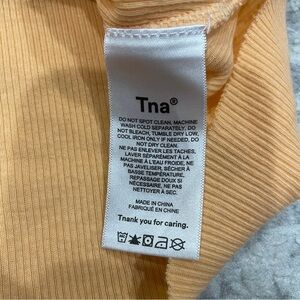 Tna®
DO NOT SPOT CLEAN, MACHINE
WASH COLD SEPARATELY, DO
NOT BLEACH, TUMBLE DRY LOW,
COOL IRON ONLY IF NEEDED, DO
NOT DRY CLEAN.
NE PAS ENLEVER LES TACHES,
LAVER SÉPARÉMENT À LA
MACHINE À L'EAU FROIDE, NE
PAS JAVELISER, SÉCHER À
BASSE TEMPÉRATURE,
REPASSAGE DOUX SI
NÉCESSAIRE, NE PAS
NETTOYER À SEC.
MADE IN CHINA
FABRIQUÉ EN CHINE
Tnank you for caring.